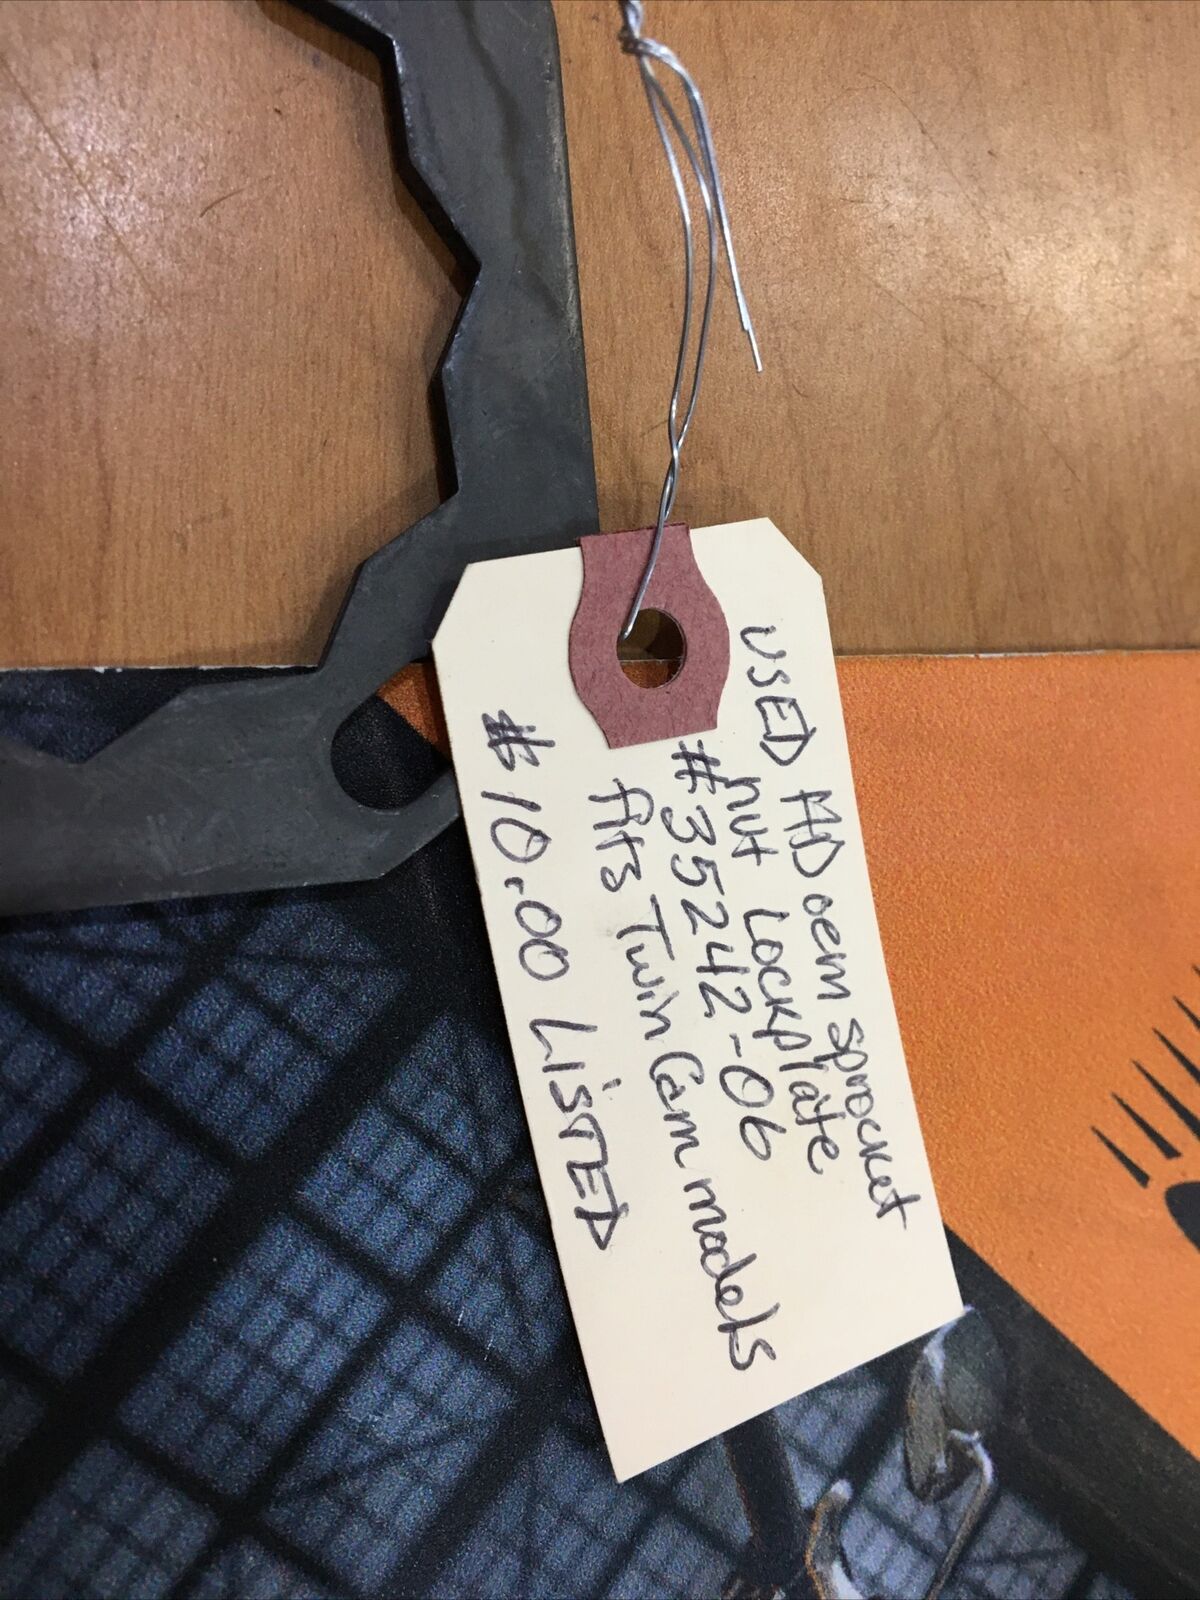 USED HD oem sprocket
nut Lockplate
#35242-06
fits Twin Cam models
$10.00 LISTED